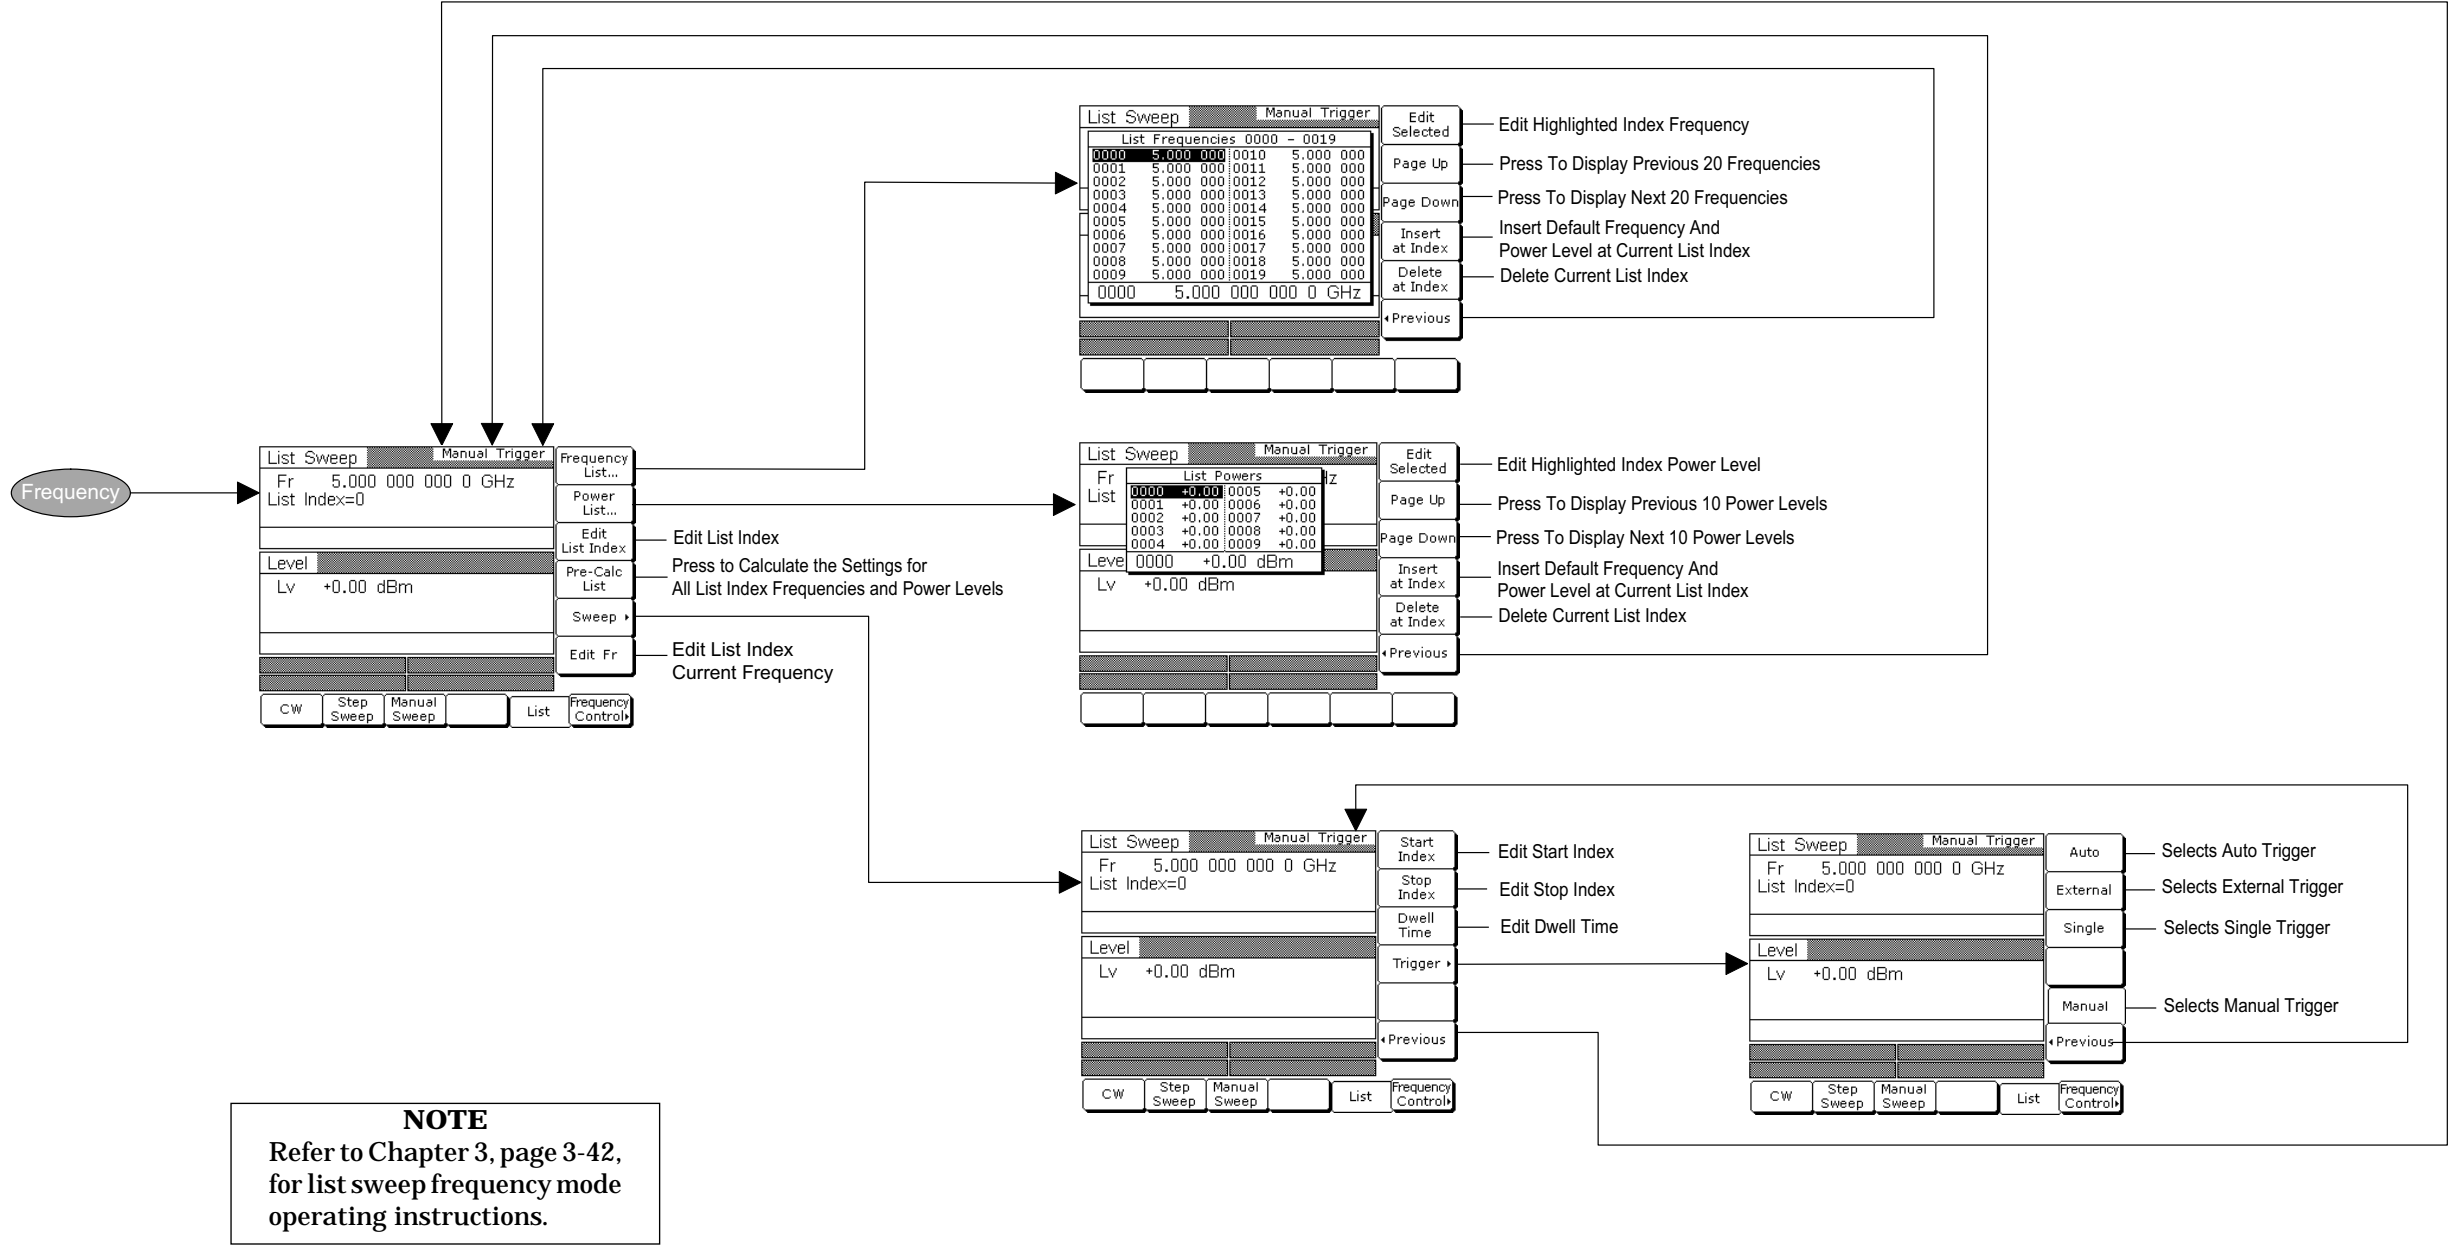 Frequency
List Sweep Manual Trigger
Fr 5.000 000 000 0 GHz
List Index=0
Level
Lv +0.00 dBm
Frequency
List...
Power
List...
Edit
List Index
Pre-Calc
List
Sweep
Edit Fr
CW
Step
Sweep
Manual
Sweep
List
Frequency
Control
Edit List Index
Press to Calculate the Settings for
All List Index Frequencies and Power Levels
Edit List Index
Current Frequency
List Sweep Manual Trigger
List Frequencies 0000 - 0019
0000 5.000 000 0010 5.000 000
0001 5.000 000 0011 5.000 000
0002 5.000 000 0012 5.000 000
0003 5.000 000 0013 5.000 000
0004 5.000 000 0014 5.000 000
0005 5.000 000 0015 5.000 000
0006 5.000 000 0016 5.000 000
0007 5.000 000 0017 5.000 000
0008 5.000 000 0018 5.000 000
0009 5.000 000 0019 5.000 000
0000 5.000 000 000 0 GHz
Edit
Selected
Page Up
Page Down
Insert
at Index
Delete
at Index
Previous
Edit Highlighted Index Frequency
Press To Display Previous 20 Frequencies
Press To Display Next 20 Frequencies
Insert Default Frequency And
Power Level at Current List Index
Delete Current List Index
List Sweep Manual Trigger
Fr Hz
List
List Powers
0000 +0.00 0005 +0.00
0001 +0.00 0006 +0.00
0002 +0.00 0007 +0.00
0003 +0.00 0008 +0.00
0004 +0.00 0009 +0.00
0000 +0.00 dBm
Leve
Lv +0.00 dBm
Edit
Selected
Page Up
Page Down
Insert
at Index
Delete
at Index
Previous
Edit Highlighted Index Power Level
Press To Display Previous 10 Power Levels
Press To Display Next 10 Power Levels
Insert Default Frequency And
Power Level at Current List Index
Delete Current List Index
List Sweep Manual Trigger
Fr 5.000 000 000 0 GHz
List Index=0
Level
Lv +0.00 dBm
Start
Index
Stop
Index
Dwell
Time
Trigger
Previous
CW
Step
Sweep
Manual
Sweep
List
Frequency
Control
Edit Start Index
Edit Stop Index
Edit Dwell Time
List Sweep Manual Trigger
Fr 5.000 000 000 0 GHz
List Index=0
Level
Lv +0.00 dBm
Auto
External
Single
Manual
Previous
CW
Step
Sweep
Manual
Sweep
List
Frequency
Control
Selects Auto Trigger
Selects External Trigger
Selects Single Trigger
Selects Manual Trigger
NOTE
Refer to Chapter 3, page 3-42,
for list sweep frequency mode
operating instructions.